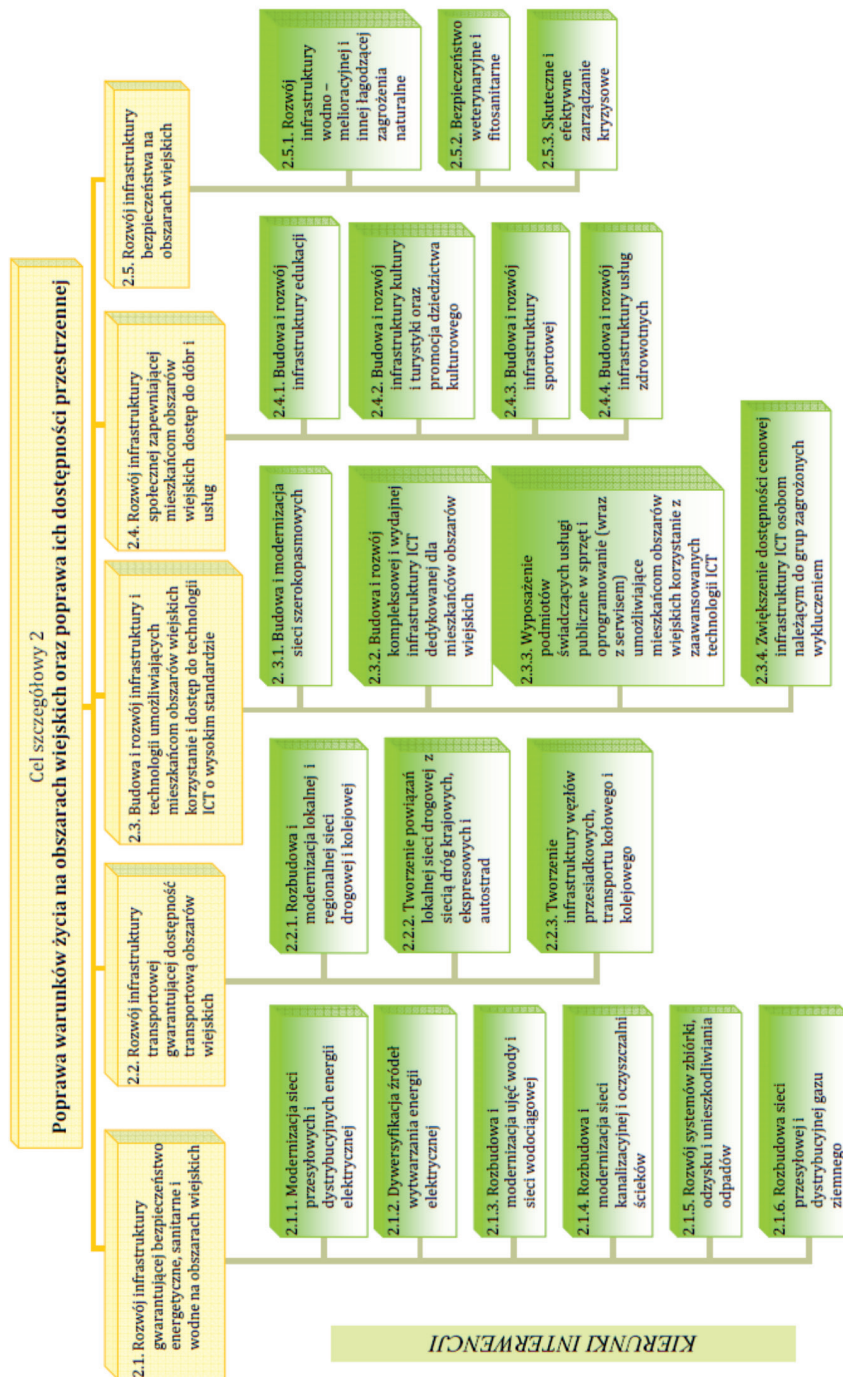 Cel szczegółowy 2
Poprawa warunków życia na obszarach wiejskich oraz poprawa ich dostępności przestrzennej
2.1. Rozwój infrastruktury
gwarantującej bezpieczeństwo
energetyczne, sanitarne i
wodne na obszarach wiejskich
2.1.1. Modernizacja sieci
przesyłowych i
dystrybucyjnych energii
elektrycznej
2.1.2. Dywersyfikacja źródeł
wytwarzania energii
elektrycznej
2.1.3. Rozbudowa i
modernizacja ujęć wody i
sieci wodociągowej
2.1.4. Rozbudowa i
modernizacja sieci
kanalizacyjnej i oczyszczalni
ścieków
2.1.5. Rozwój systemów zbiórki,
odzysku i unieszkodliwiania
odpadów
2.1.6. Rozbudowa sieci
przesyłowej i
dystrybucyjnej gazu
ziemnego
2.2. Rozwój infrastruktury
transportowej
gwarantującej dostępność
transportową obszarów
wiejskich
2.2.1. Rozbudowa i
modernizacja lokalnej i
regionalnej sieci
drogowej i kolejowej
2.2.2. Tworzenie powiązań
lokalnej sieci drogowej z
siecią dróg krajowych,
ekspresowych i
autostrad
2.2.3. Tworzenie
infrastruktury węzłów
przesiadkowych,
transportu kołowego i
kolejowego
2.3. Budowa i rozwój infrastruktury i
technologii umożliwiających
mieszkańcom obszarów wiejskich
korzystanie i dostęp do technologii
ICT o wysokim standardzie
2. 3.1. Budowa i modernizacja
sieci szerokopasmowych
2.3.2. Budowa i rozwój
kompleksowej i wydajnej
infrastruktury ICT
dedykowanej dla
mieszkańców obszarów
wiejskich
2.3.3. Wyposażenie
podmiotów
świadczących usługi
publiczne w sprzęt i
oprogramowanie (wraz
z serwisem)
umożliwiające
mieszkańcom obszarów
wiejskich korzystanie z
zaawansowanych
technologii ICT
2.3.4. Zwiększenie dostępności cenowej
infrastruktury ICT osobom
należącym do grup zagrożonych
wykluczeniem
2.4. Rozwój infrastruktury
społecznej zapewniającej
mieszkańcom obszarów
wiejskich dostęp do dóbr i
usług
2.4.1. Budowa i rozwój
infrastruktury edukacji
2.4.2. Budowa i rozwój
infrastruktury kultury
i turystyki oraz
promocja dziedzictwa
kulturowego
2.4.3. Budowa i rozwój
infrastruktury
sportowej
2.4.4. Budowa i rozwój
infrastruktury usług
zdrowotnych
2.5. Rozwój infrastruktury
bezpieczeństwa na
obszarach wiejskich
2.5.1. Rozwój
infrastruktury
wodno –
melioracyjnej i
innej łagodzącej
zagrożenia
naturalne
2.5.2. Bezpieczeństwo
weterynaryjne i
fitosanitarne
2.5.3. Skuteczne i
efektywne
zarządzanie
kryzysowe
KIERUNKI INTERWENCJI